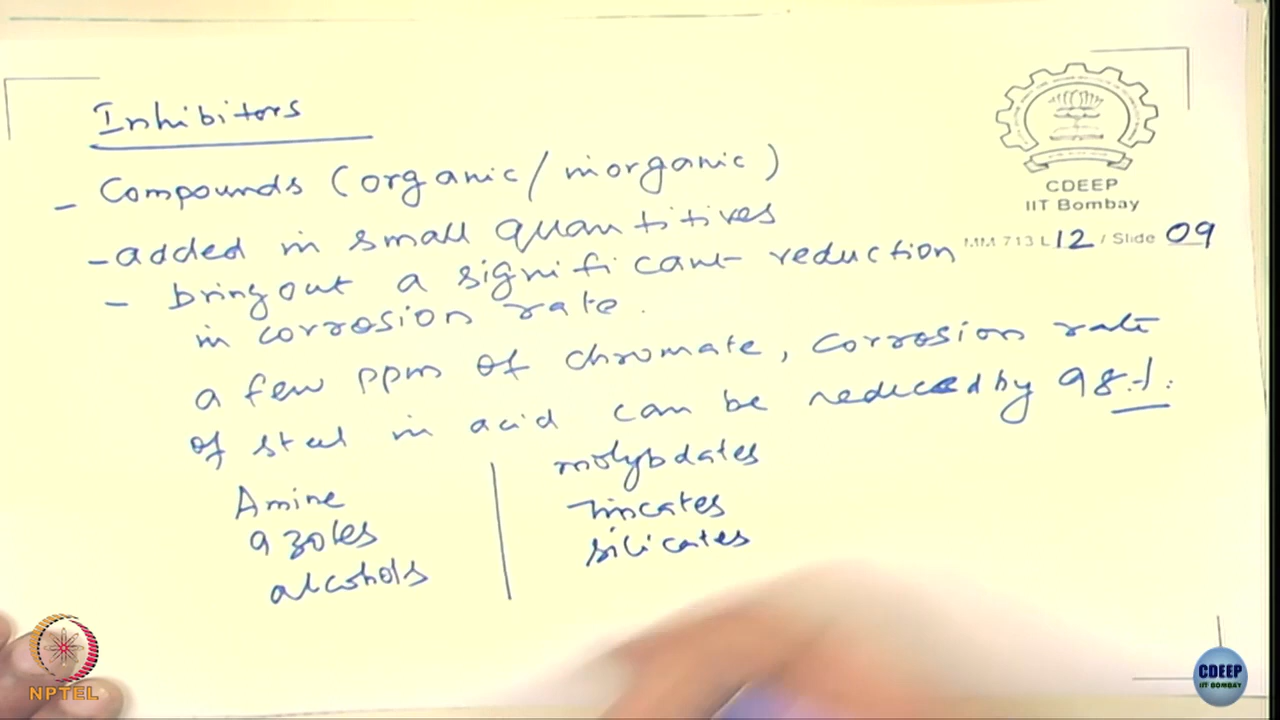 Inhibitors
- Compounds (organic/inorganic)
- added in small quantitives
- bring out a significant reduction
in corrosion rate.
a few ppm of chromate, corrosion rate
of steel in acid can be reduced by 98%.
Amine
azoles
alcohols
molybdates
zincates
silicates
CDEEP
IIT Bombay
MM 713 L12 / Slide 09
NPTEL
CDEEP
IIT BOMBAY